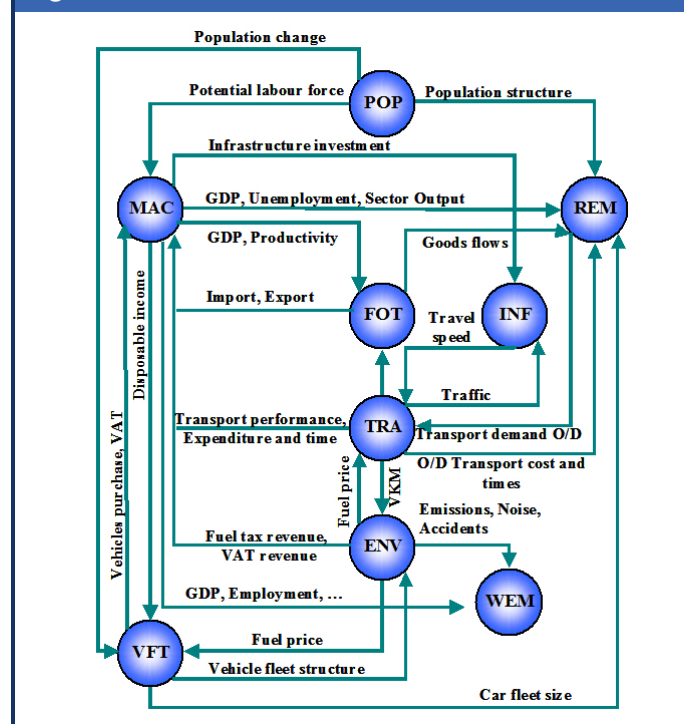 Population change
Potential labour force
POP
Population structure
Infrastructure investment
MAC
GDP, Unemployment, Sector Output
REM
GDP, Productivity
Goods flows
Disposable income
Import, Export
FOT
Travel
speed
INF
Traffic
Transport performance,
Expenditure and time
TRA
Transport demand O/D
O/D Transport cost and
times
Vehicles purchase, VAT
Fuel price
VKM
Emissions, Noise,
Accidents
Fuel tax revenue,
VAT revenue
ENV
GDP, Employment, ...
WEM
Fuel price
VFT
Vehicle fleet structure
Car fleet size